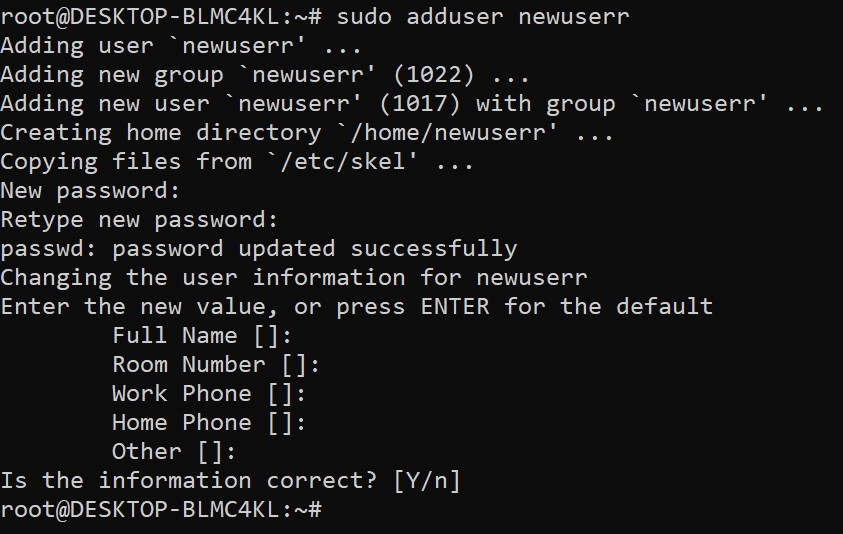 root@DESKTOP-BLMC4KL:~# sudo adduser newuserr
Adding user `newuserr' ...
Adding new group `newuserr' (1022) ...
Adding new user `newuserr' (1017) with group `newuserr' ...
Creating home directory `/home/newuserr' ...
Copying files from `/etc/skel' ...
New password:
Retype new password:
passwd: password updated successfully
Changing the user information for newuserr
Enter the new value, or press ENTER for the default
        Full Name []:
        Room Number []:
        Work Phone []:
        Home Phone []:
        Other []:
Is the information correct? [Y/n]
root@DESKTOP-BLMC4KL:~#